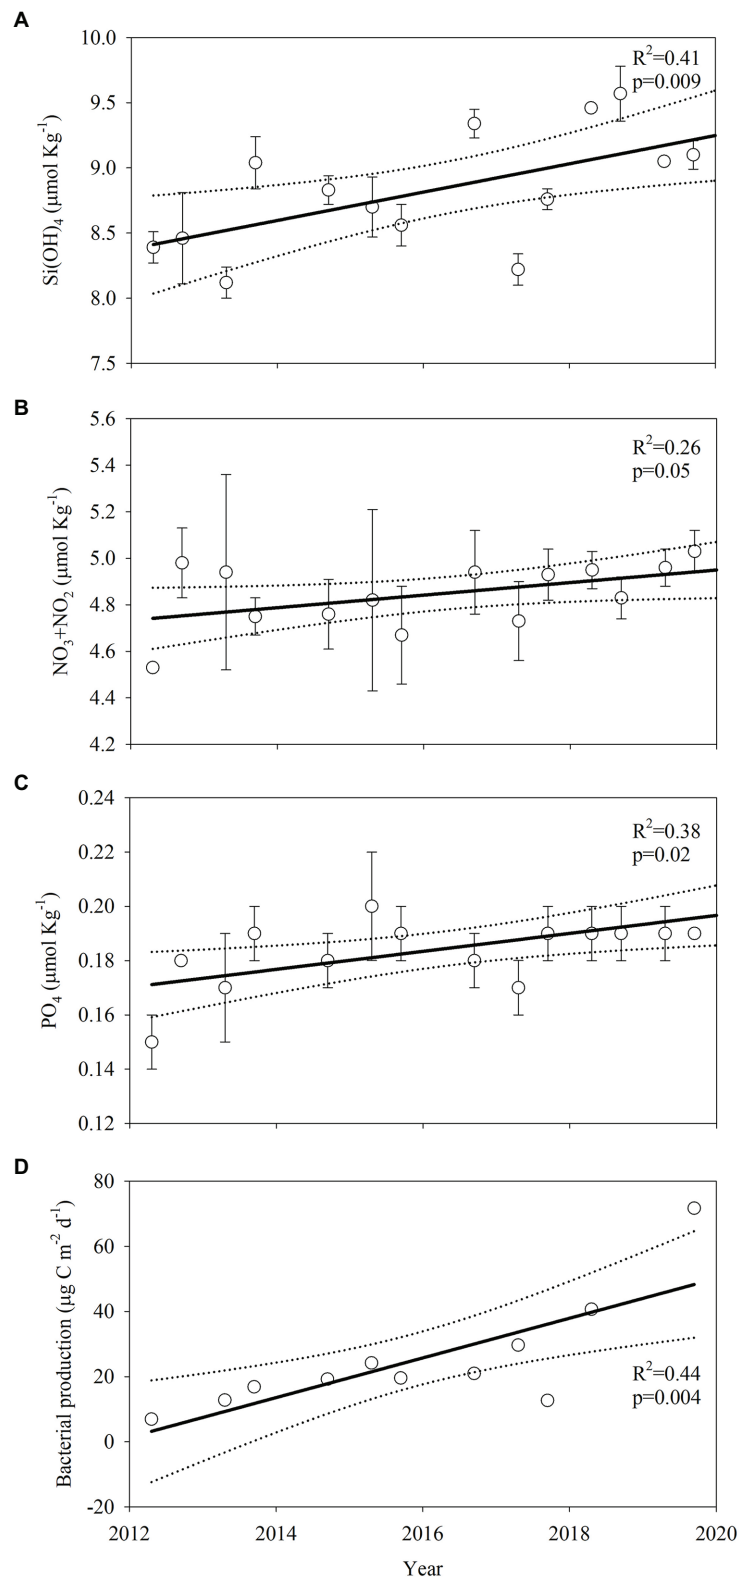 A
Si(OH)4 (μmol Kg-1)
10.0
9.5
9.0
8.5
8.0
7.5
R2=0.41
p=0.009
B
NO3+NO2 (μmol Kg-1)
5.6
5.4
5.2
5.0
4.8
4.6
4.4
4.2
R2=0.26
p=0.05
C
PO4 (μmol Kg-1)
0.24
0.22
0.20
0.18
0.16
0.14
0.12
R2=0.38
p=0.02
D
Bacterial production (μg C m-2 d-1)
80
60
40
20
0
-20
R2=0.44
p=0.004
2012 2014 2016 2018 2020
Year